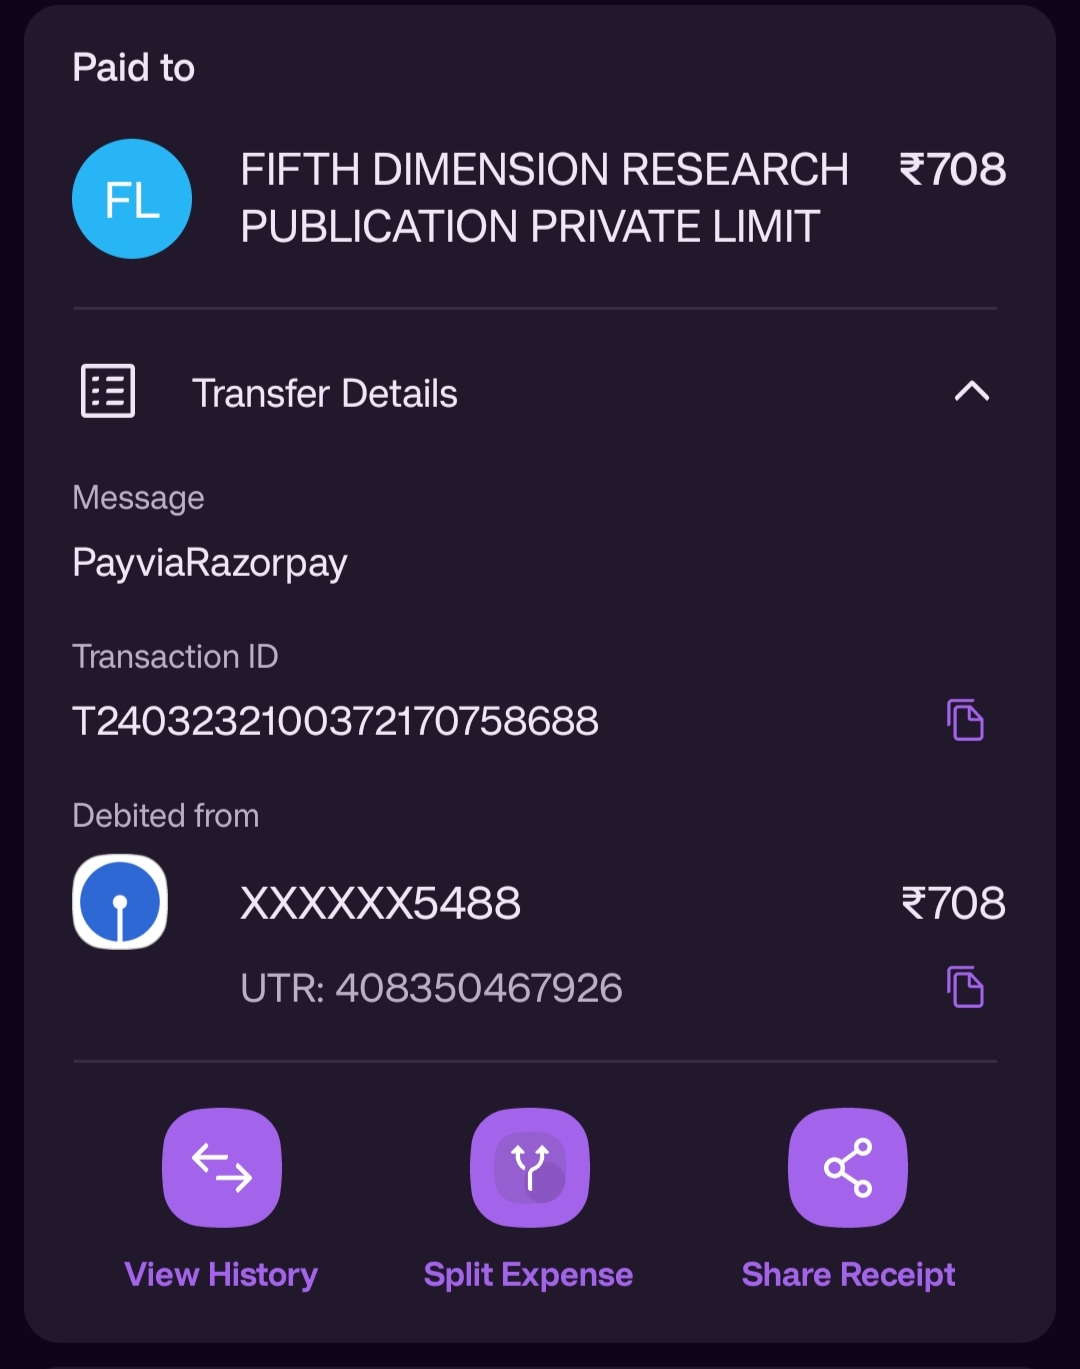 Paid to
FL
FIFTH DIMENSION RESEARCH ₹708
PUBLICATION PRIVATE LIMIT
Transfer Details
Message
PayviaRazorpay
Transaction ID
T2403232100372170758688
Debited from
XXXXXX5488 ₹708
UTR: 408350467926
View History Split Expense Share Receipt